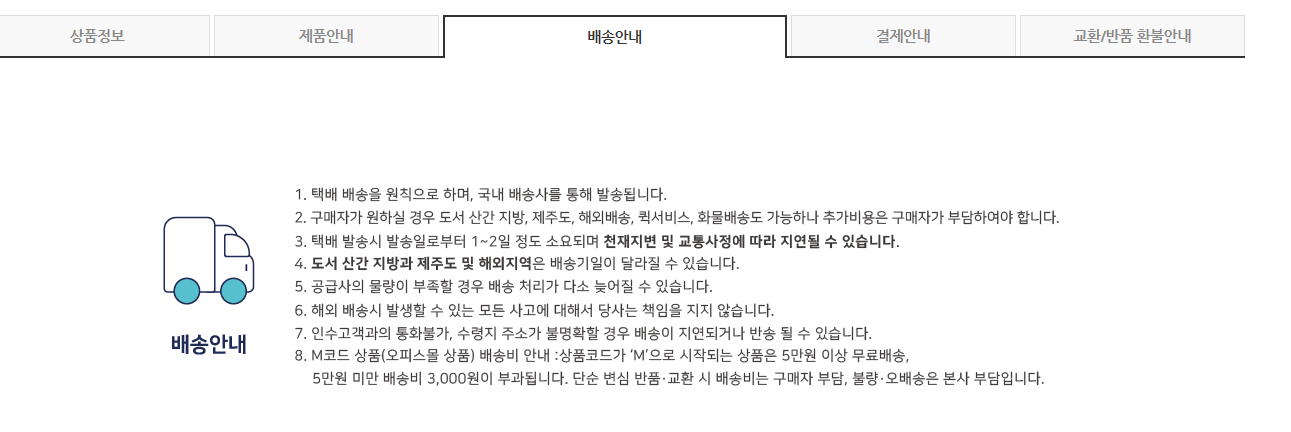 상품정보
제품안내
배송안내
결제안내
교환/반품 환불안내
1. 택배 배송을 원칙으로 하며, 국내 배송사를 통해 발송됩니다.
2. 구매자가 원하실 경우 도서 산간 지방, 제주도, 해외배송, 퀵서비스, 화물배송도 가능하나 추가비용은 구매자가 부담하여야 합니다.
3. 택배 발송시 발송일로부터 1~2일 정도 소요되며 천재지변 및 교통사정에 따라 지연될 수 있습니다.
4. 도서 산간 지방과 제주도 및 해외지역은 배송기일이 달라질 수 있습니다.
5. 공급사의 물량이 부족할 경우 배송 처리가 다소 늦어질 수 있습니다.
6. 해외 배송시 발생할 수 있는 모든 사고에 대해서 당사는 책임을 지지 않습니다.
7. 인수고객과의 통화불가, 수령지 주소가 불명확할 경우 배송이 지연되거나 반송 될 수 있습니다.
8. M코드 상품(오피스몰 상품) 배송비 안내 :상품코드가 ‘M’으로 시작되는 상품은 5만원 이상 무료배송,
5만원 미만 배송비 3,000원이 부과됩니다. 단순 변심 반품·교환 시 배송비는 구매자 부담, 불량·오배송은 본사 부담입니다.
배송안내